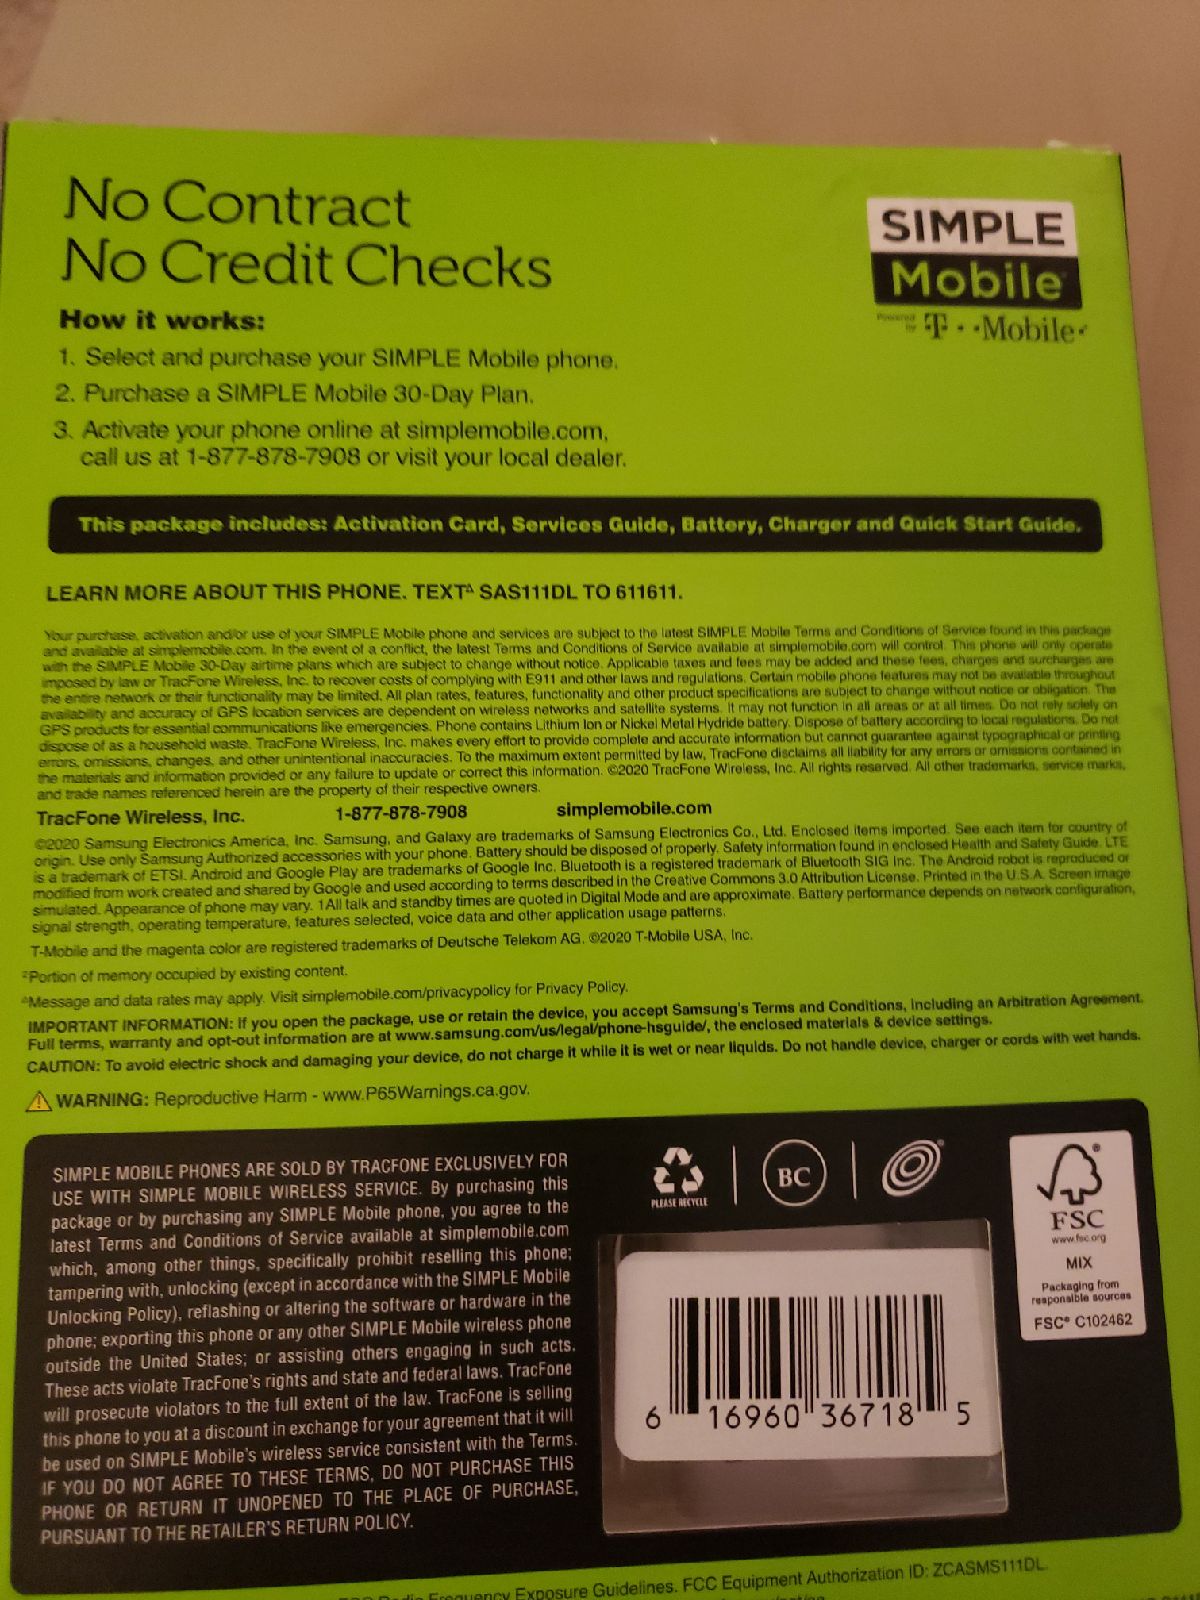 No Contract
No Credit Checks
SIMPLE
Mobile
Powered by T··Mobile·
How it works:
1. Select and purchase your SIMPLE Mobile phone.
2. Purchase a SIMPLE Mobile 30-Day Plan.
3. Activate your phone online at simplemobile.com,
call us at 1-877-878-7908 or visit your local dealer.
This package includes: Activation Card, Services Guide, Battery, Charger and Quick Start Guide.
LEARN MORE ABOUT THIS PHONE. TEXT∆ SAS111DL TO 611611.
Your purchase, activation and/or use of your SIMPLE Mobile phone and services are subject to the latest SIMPLE Mobile Terms and Conditions of Service found in this package
and available at simplemobile.com. In the event of a conflict, the latest Terms and Conditions of Service available at simplemobile.com will control. This phone will only operate
with the SIMPLE Mobile 30-Day airtime plans which are subject to change without notice. Applicable taxes and fees may be added and these fees, charges and surcharges are
imposed by law or TracFone Wireless, Inc. to recover costs of complying with E911 and other laws and regulations. Certain mobile phone features may not be available throughout
the entire network or their functionality may be limited. All plan rates, features, functionality and other product specifications are subject to change without notice or obligation. The
availability and accuracy of GPS location services are dependent on wireless networks and satellite systems. It may not function in all areas or at all times. Do not rely solely on
GPS products for essential communications like emergencies. Phone contains Lithium Ion or Nickel Metal Hydride battery. Dispose of battery according to local regulations. Do not
dispose of as a household waste. TracFone Wireless, Inc. makes every effort to provide complete and accurate information but cannot guarantee against typographical or printing
errors, omissions, changes, and other unintentional inaccuracies. To the maximum extent permitted by law, TracFone disclaims all liability for any errors or omissions contained in
the materials and information provided or any failure to update or correct this information. ©2020 TracFone Wireless, Inc. All rights reserved. All other trademarks, service marks,
and trade names referenced herein are the property of their respective owners.
TracFone Wireless, Inc. 1-877-878-7908 simplemobile.com
©2020 Samsung Electronics America, Inc. Samsung, and Galaxy are trademarks of Samsung Electronics Co., Ltd. Enclosed items imported. See each item for country of
origin. Use only Samsung Authorized accessories with your phone. Battery should be disposed of properly. Safety information found in enclosed Health and Safety Guide. LTE
is a trademark of ETSI. Android and Google Play are trademarks of Google Inc. Bluetooth is a registered trademark of Bluetooth SIG Inc. The Android robot is reproduced or
modified from work created and shared by Google and used according to terms described in the Creative Commons 3.0 Attribution License. Printed in the U.S.A. Screen image
simulated. Appearance of phone may vary. 1All talk and standby times are quoted in Digital Mode and are approximate. Battery performance depends on network configuration,
signal strength, operating temperature, features selected, voice data and other application usage patterns.
T-Mobile and the magenta color are registered trademarks of Deutsche Telekom AG. ©2020 T-Mobile USA, Inc.
²Portion of memory occupied by existing content.
∆Message and data rates may apply. Visit simplemobile.com/privacypolicy for Privacy Policy.
IMPORTANT INFORMATION: If you open the package, use or retain the device, you accept Samsung's Terms and Conditions, including an Arbitration Agreement.
Full terms, warranty and opt-out information are at www.samsung.com/us/legal/phone-hsguide/, the enclosed materials & device settings.
CAUTION: To avoid electric shock and damaging your device, do not charge it while it is wet or near liquids. Do not handle device, charger or cords with wet hands.
WARNING: Reproductive Harm - www.P65Warnings.ca.gov.
SIMPLE MOBILE PHONES ARE SOLD BY TRACFONE EXCLUSIVELY FOR
USE WITH SIMPLE MOBILE WIRELESS SERVICE. By purchasing this
package or by purchasing any SIMPLE Mobile phone, you agree to the
latest Terms and Conditions of Service available at simplemobile.com
which, among other things, specifically prohibit reselling this phone;
tampering with, unlocking (except in accordance with the SIMPLE Mobile
Unlocking Policy), reflashing or altering the software or hardware in the
phone; exporting this phone or any other SIMPLE Mobile wireless phone
outside the United States; or assisting others engaging in such acts.
These acts violate TracFone's rights and state and federal laws. TracFone
will prosecute violators to the full extent of the law. TracFone is selling
this phone to you at a discount in exchange for your agreement that it will
be used on SIMPLE Mobile's wireless service consistent with the Terms.
IF YOU DO NOT AGREE TO THESE TERMS, DO NOT PURCHASE THIS
PHONE OR RETURN IT UNOPENED TO THE PLACE OF PURCHASE,
PURSUANT TO THE RETAILER'S RETURN POLICY.
PLEASE RECYCLE
BC
®
FSC
www.fsc.org
MIX
Packaging from
responsible sources
FSC® C102462
6 16960 36718 5
Radio Frequency Exposure Guidelines. FCC Equipment Authorization ID: ZCASMS111DL.